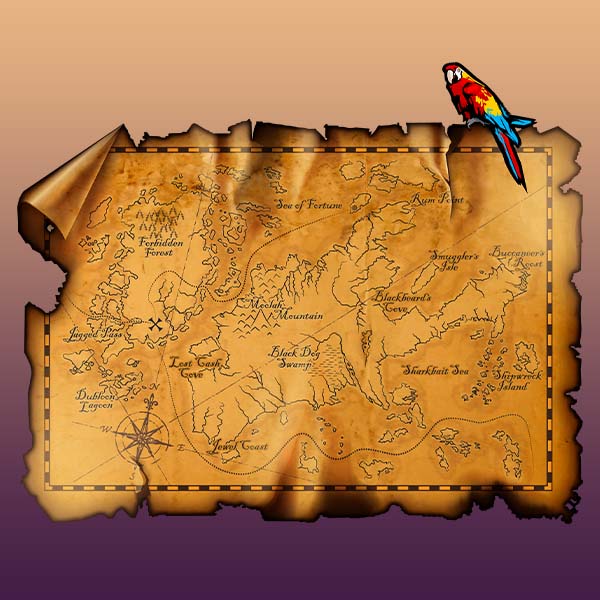 Sea of Fortune
Rum Point
Forbidden
Forest
Smuggler's
Isle
Buccaneer's
Roost
Moolah
Mountain
Blackbeard's
Cove
Jagged Pass
Black Dog
Swamp
Lost Cash
Cove
Sharkbait Sea
Shipwreck
Island
Dubloon
Lagoon
N
W
E
S
Jewel Coast